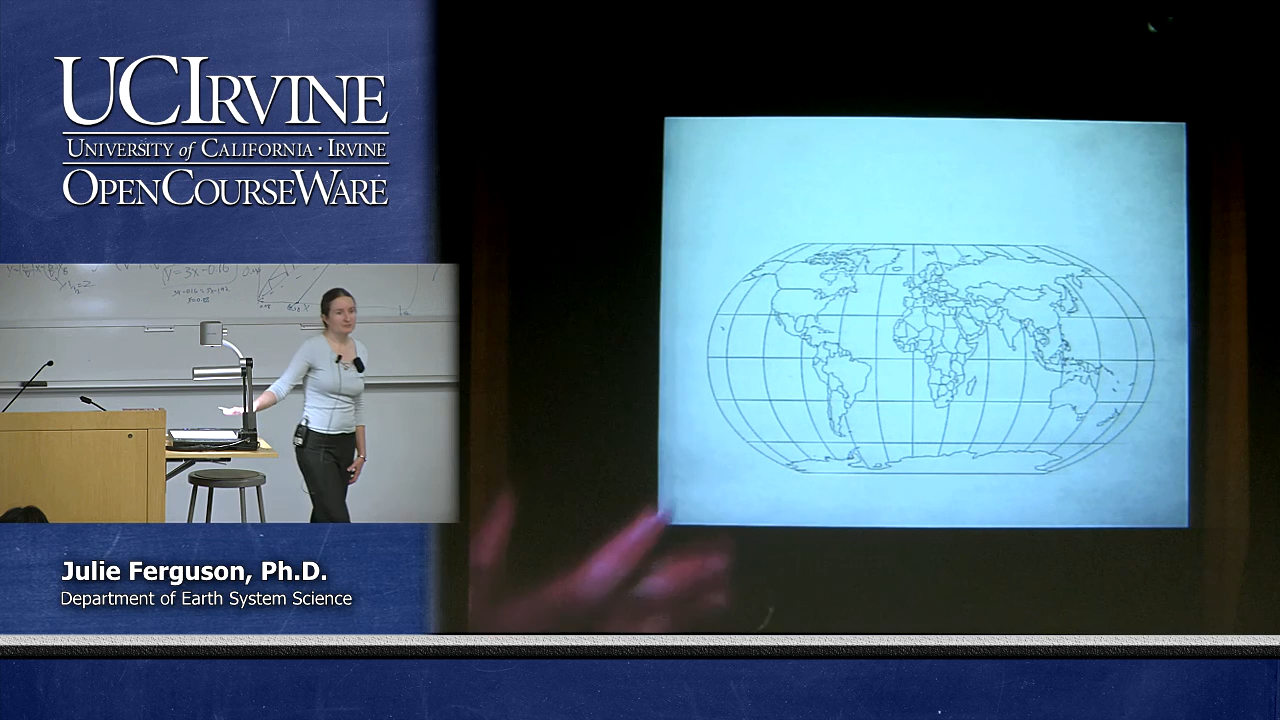 UCIRVINE
UNIVERSITY of CALIFORNIA · IRVINE
OPENCOURSEWARE
Julie Ferguson, Ph.D.
Department of Earth System Science